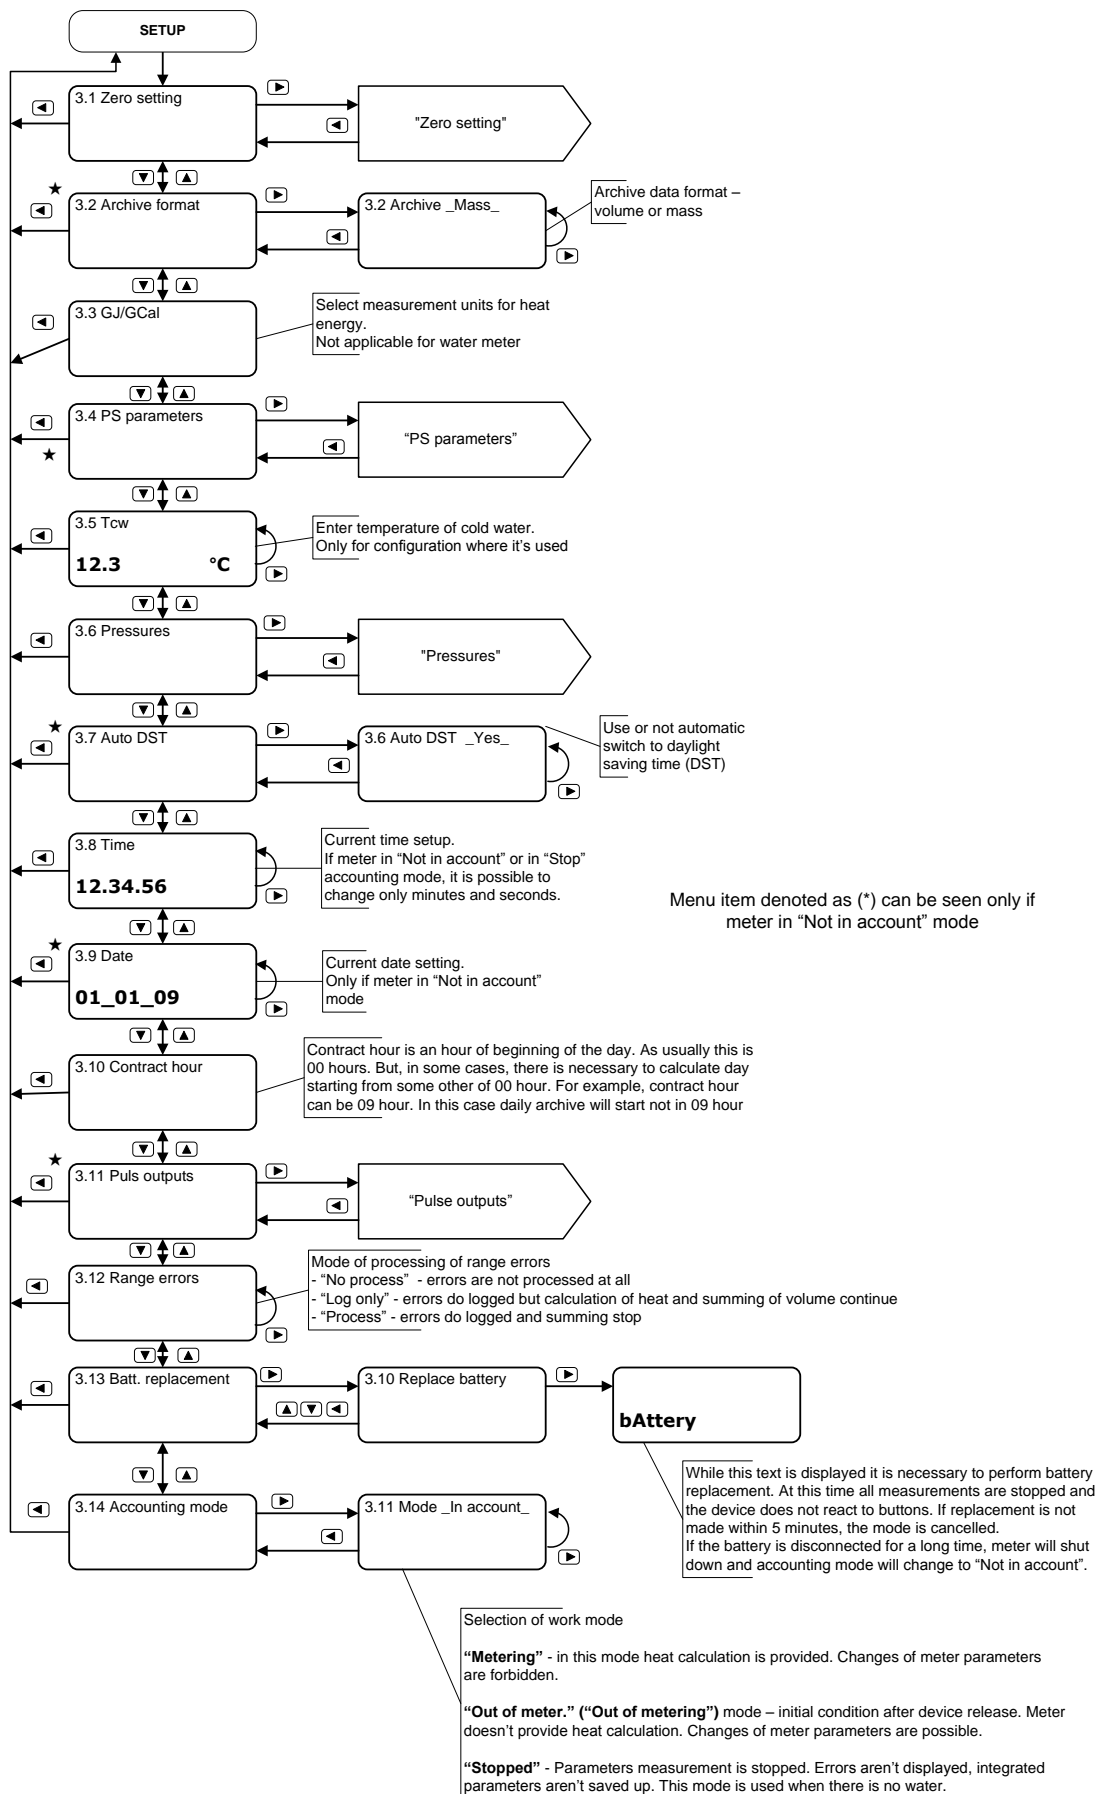 SETUP
3.1 Zero setting
"Zero setting"
★
3.2 Archive format
3.2 Archive _Mass_
Archive data format –
volume or mass
3.3 GJ/GCal
Select measurement units for heat
energy.
Not applicable for water meter
3.4 PS parameters
“PS parameters”
★
3.5 Tcw
12.3 °C
Enter temperature of cold water.
Only for configuration where it’s used
3.6 Pressures
"Pressures"
★
3.7 Auto DST
3.6 Auto DST _Yes_
Use or not automatic
switch to daylight
saving time (DST)
3.8 Time
12.34.56
Current time setup.
If meter in “Not in account” or in “Stop”
accounting mode, it is possible to
change only minutes and seconds.
Menu item denoted as (*) can be seen only if
meter in “Not in account” mode
★
3.9 Date
01_01_09
Current date setting.
Only if meter in “Not in account”
mode
3.10 Contract hour
Contract hour is an hour of beginning of the day. As usually this is
00 hours. But, in some cases, there is necessary to calculate day
starting from some other of 00 hour. For example, contract hour
can be 09 hour. In this case daily archive will start not in 09 hour
★
3.11 Puls outputs
“Pulse outputs”
3.12 Range errors
Mode of processing of range errors
- “No process” - errors are not processed at all
- “Log only” - errors do logged but calculation of heat and summing of volume continue
- “Process” - errors do logged and summing stop
3.13 Batt. replacement
3.10 Replace battery
bAttery
While this text is displayed it is necessary to perform battery
replacement. At this time all measurements are stopped and
the device does not react to buttons. If replacement is not
made within 5 minutes, the mode is cancelled.
If the battery is disconnected for a long time, meter will shut
down and accounting mode will change to “Not in account”.
3.14 Accounting mode
3.11 Mode _In account_
Selection of work mode
“Metering” - in this mode heat calculation is provided. Changes of meter parameters
are forbidden.
“Out of meter.” (“Out of metering”) mode – initial condition after device release. Meter
doesn’t provide heat calculation. Changes of meter parameters are possible.
“Stopped” - Parameters measurement is stopped. Errors aren’t displayed, integrated
parameters aren’t saved up. This mode is used when there is no water.